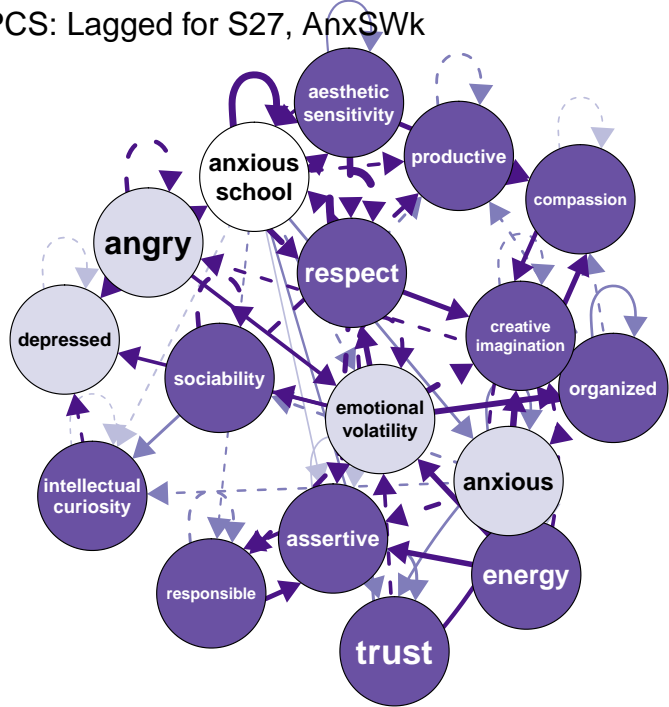 PCS: Lagged for S27, AnxSWk
aesthetic
sensitivity
productive
anxious
school
compassion
angry
respect
depressed
creative
imagination
sociability
organized
emotional
volatility
intellectual
curiosity
anxious
assertive
energy
responsible
trust